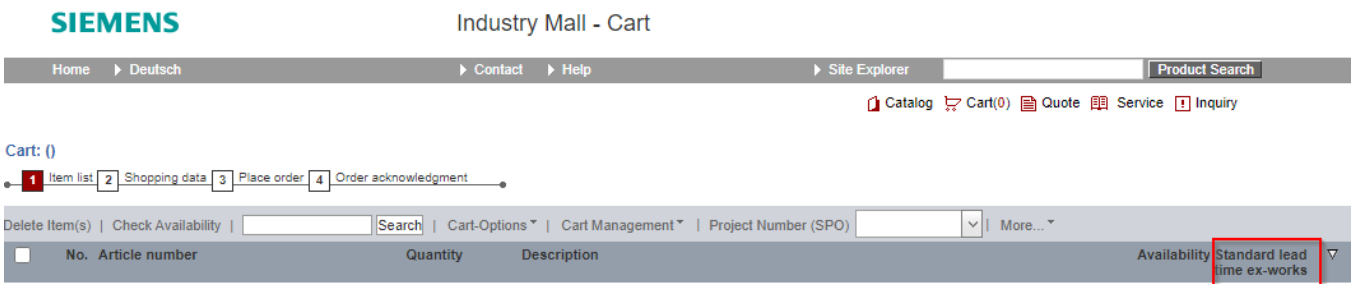 SIEMENS Industry Mall - Cart
Home Deutsch Contact Help Site Explorer Product Search
Catalog Cart(0) Quote Service Inquiry
Cart: ()
1 Item list 2 Shopping data 3 Place order 4 Order acknowledgment
Delete Item(s) | Check Availability | Search | Cart-Options | Cart Management | Project Number (SPO) | More...
No. Article number Quantity Description Availability Standard lead
time ex-works